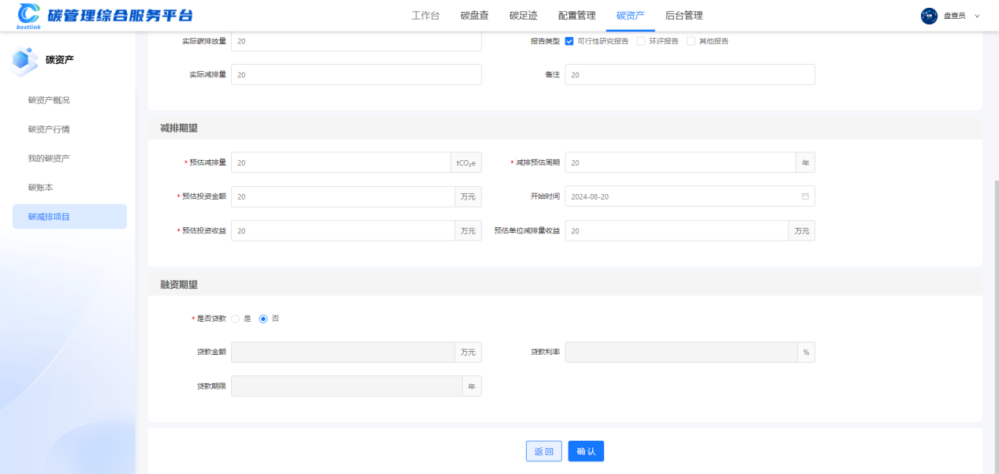 bestlink
碳管理综合服务平台
工作台 碳盘查 碳足迹 配置管理 碳资产 后台管理 盘查员
碳资产
碳资产概况
碳资产行情
我的碳资产
碳账本
碳减排项目
实际碳排放量 20 报告类型 可行性研究报告 环评报告 其他报告
实际减排量 20 备注 20
减排期望
* 预估减排量 20 tCO₂e * 减排预估周期 20 年
* 预估投资金额 20 万元 开始时间 2024-08-20
* 预估投资收益 20 万元 预估单位减排量收益 20 万元
融资期望
* 是否贷款 是 否
贷款金额 万元 贷款利率 %
贷款期限 年
返回 确认